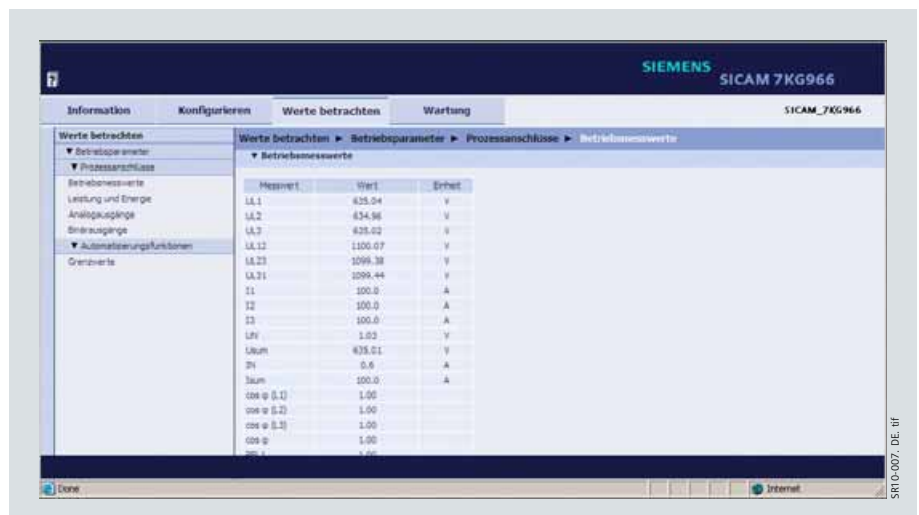 SIEMENS
SICAM 7KG966
Information Konfigurieren Werte betrachten Wartung SICAM_7KG966
Werte betrachten
▼ Betriebsparameter
▼ Prozessanschlüsse
Betriebsmesswerte
Leistung und Energie
Analogausgänge
Binärausgänge
▼ Automatisierungsfunktionen
Grenzwerte
Werte betrachten ► Betriebsparameter ► Prozessanschlüsse ► Betriebsmesswerte
▼ Betriebsmesswerte
Messwert Wert Einheit
UL1 635.04 V
UL2 634.96 V
UL3 635.02 V
UL12 1100.07 V
UL23 1099.38 V
UL31 1099.44 V
I1 100.0 A
I2 100.0 A
I3 100.0 A
UN 1.03 V
Usum 635.01 V
IN 0.6 A
Isum 100.0 A
cos φ (L1) 1.00
cos φ (L2) 1.00
cos φ (L3) 1.00
cos φ 1.00
Done Internet
SR10-007. DE. tif